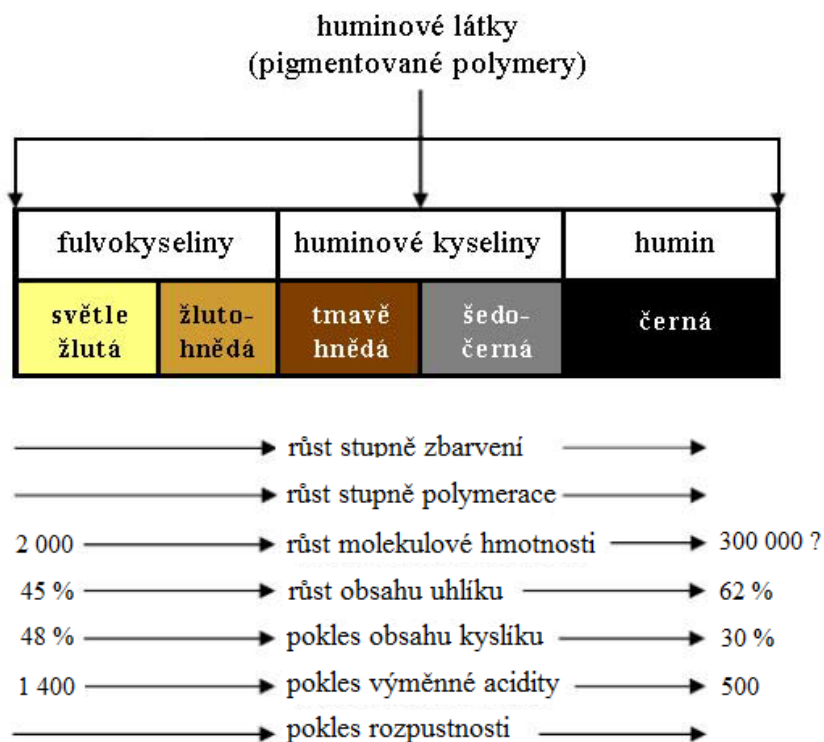 huminové látky
(pigmentované polymery)
fulvokyseliny huminové kyseliny humin
světle žluto- tmavě šedo- černá
žlutá hnědá hnědá černá
růst stupně zbarvení
růst stupně polymerace
2 000 růst molekulové hmotnosti 300 000 ?
45 % růst obsahu uhlíku 62 %
48 % pokles obsahu kyslíku 30 %
1 400 pokles výměnné acidity 500
pokles rozpustnosti